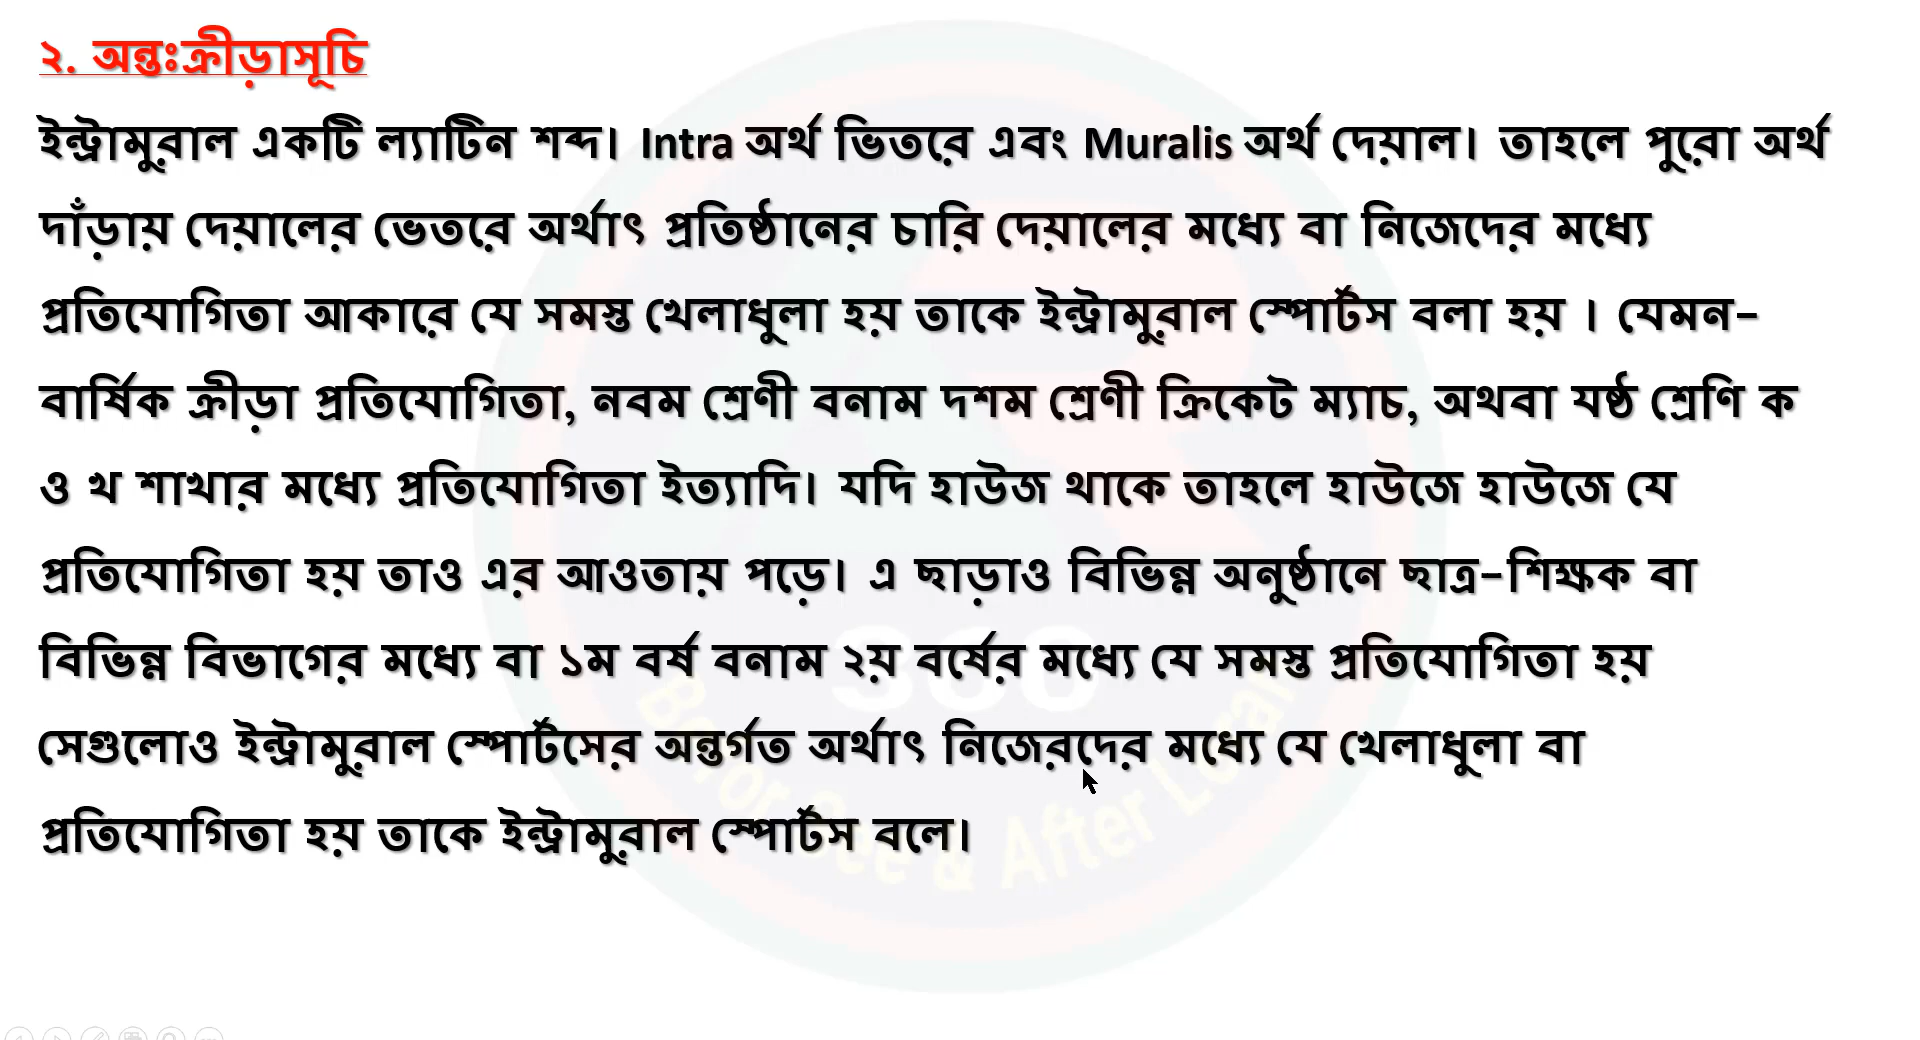 ২. অন্তঃক্রীড়াসূচি
ইন্ট্রামুরাল একটি ল্যাটিন শব্দ। Intra অর্থ ভিতরে এবং Muralis অর্থ দেয়াল। তাহলে পুরো অর্থ
দাঁড়ায় দেয়ালের ভেতরে অর্থাৎ প্রতিষ্ঠানের চারি দেয়ালের মধ্যে বা নিজেদের মধ্যে
প্রতিযোগিতা আকারে যে সমস্ত খেলাধুলা হয় তাকে ইন্ট্রামুরাল স্পোর্টস বলা হয় । যেমন–
বার্ষিক ক্রীড়া প্রতিযোগিতা, নবম শ্রেণী বনাম দশম শ্রেণী ক্রিকেট ম্যাচ, অথবা যষ্ঠ শ্রেণি ক
ও খ শাখার মধ্যে প্রতিযোগিতা ইত্যাদি। যদি হাউজ থাকে তাহলে হাউজে হাউজে যে
প্রতিযোগিতা হয় তাও এর আওতায় পড়ে। এ ছাড়াও বিভিন্ন অনুষ্ঠানে ছাত্র–শিক্ষক বা
বিভিন্ন বিভাগের মধ্যে বা ১ম বর্ষ বনাম ২য় বর্ষের মধ্যে যে সমস্ত প্রতিযোগিতা হয়
সেগুলোও ইন্ট্রামুরাল স্পোর্টসের অন্তর্গত অর্থাৎ নিজেরদের মধ্যে যে খেলাধুলা বা
প্রতিযোগিতা হয় তাকে ইন্ট্রামুরাল স্পোর্টস বলে।
360